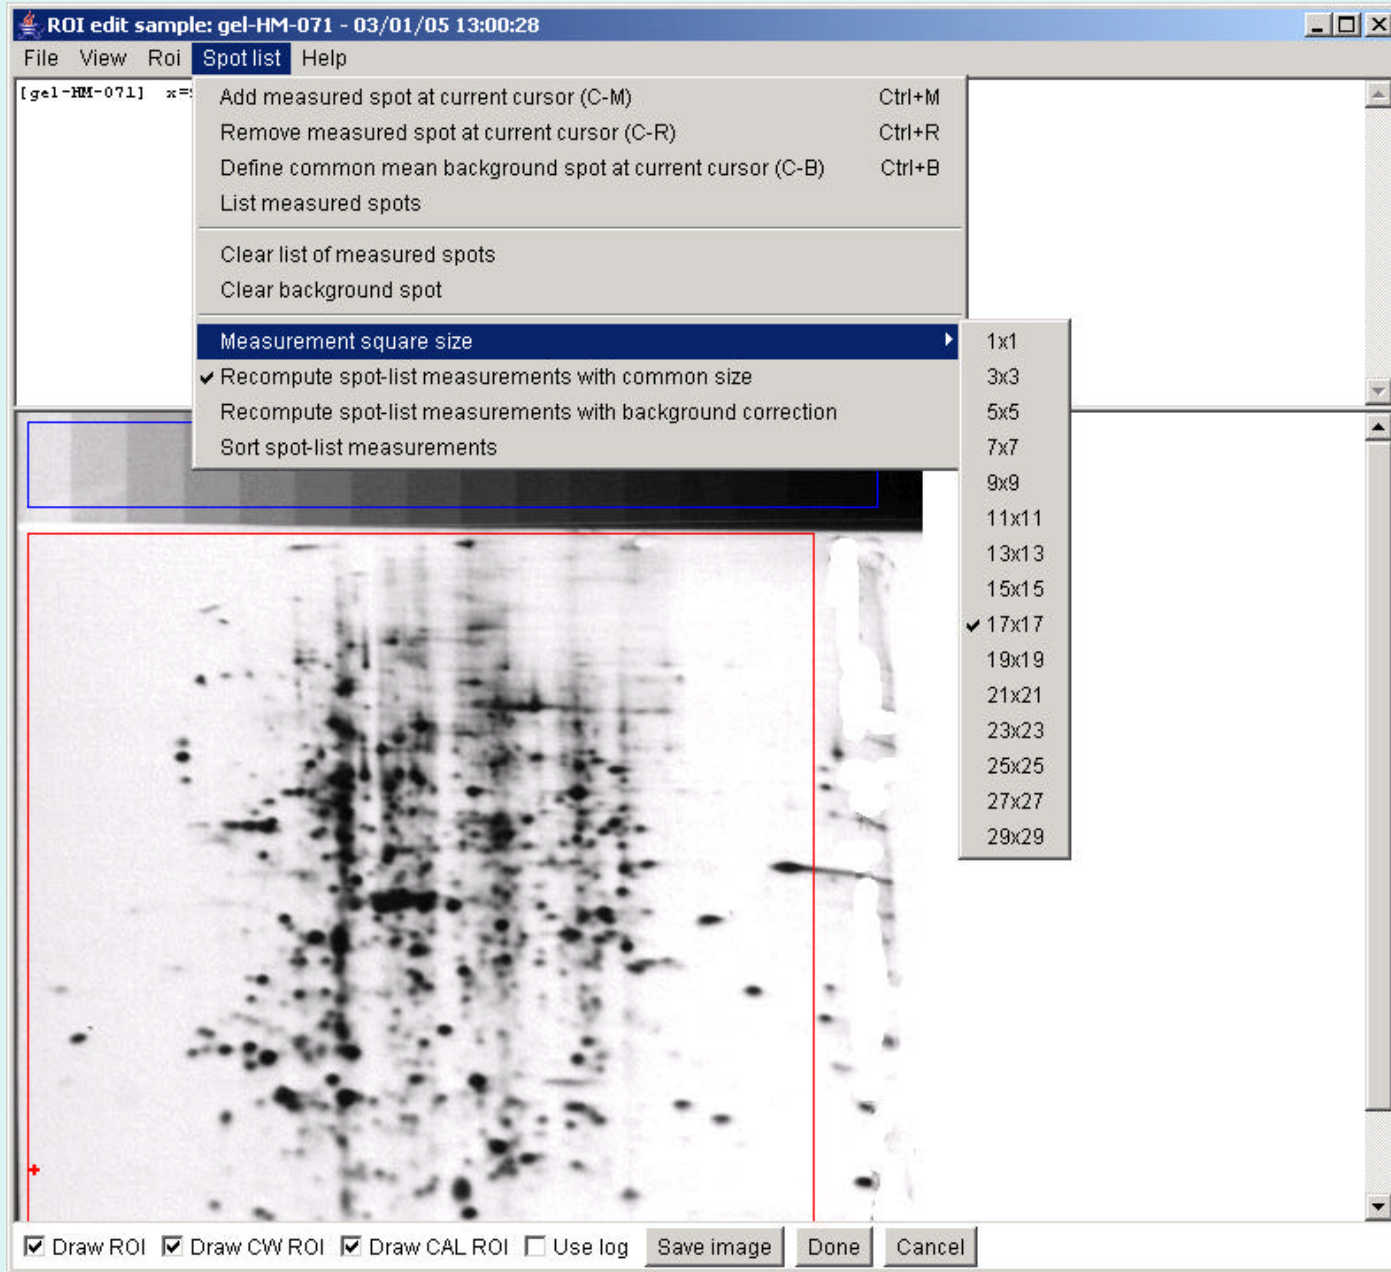 ROI edit sample: gel-HM-071 - 03/01/05 13:00:28
File View Roi Spot list Help
[gel-HM-071] x=
Add measured spot at current cursor (C-M) Ctrl+M
Remove measured spot at current cursor (C-R) Ctrl+R
Define common mean background spot at current cursor (C-B) Ctrl+B
List measured spots
Clear list of measured spots
Clear background spot
Measurement square size
Recompute spot-list measurements with common size
Recompute spot-list measurements with background correction
Sort spot-list measurements
1x1
3x3
5x5
7x7
9x9
11x11
13x13
15x15
17x17
19x19
21x21
23x23
25x25
27x27
29x29
Draw ROI Draw CW ROI Draw CAL ROI Use log Save image Done Cancel